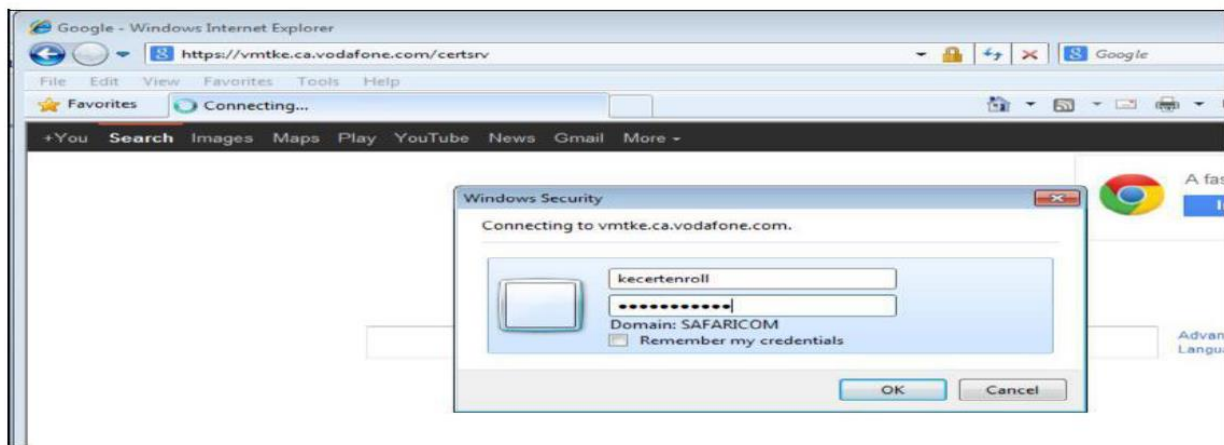 Google - Windows Internet Explorer
https://vmtke.ca.vodafone.com/certsrv
Google
File Edit View Favorites Tools Help
Favorites Connecting...
+You Search Images Maps Play YouTube News Gmail More
A fas
Windows Security
Connecting to vmtke.ca.vodafone.com.
kecertenroll
•••••••••••
Domain: SAFARICOM
Remember my credentials
Advan
Langua
OK Cancel